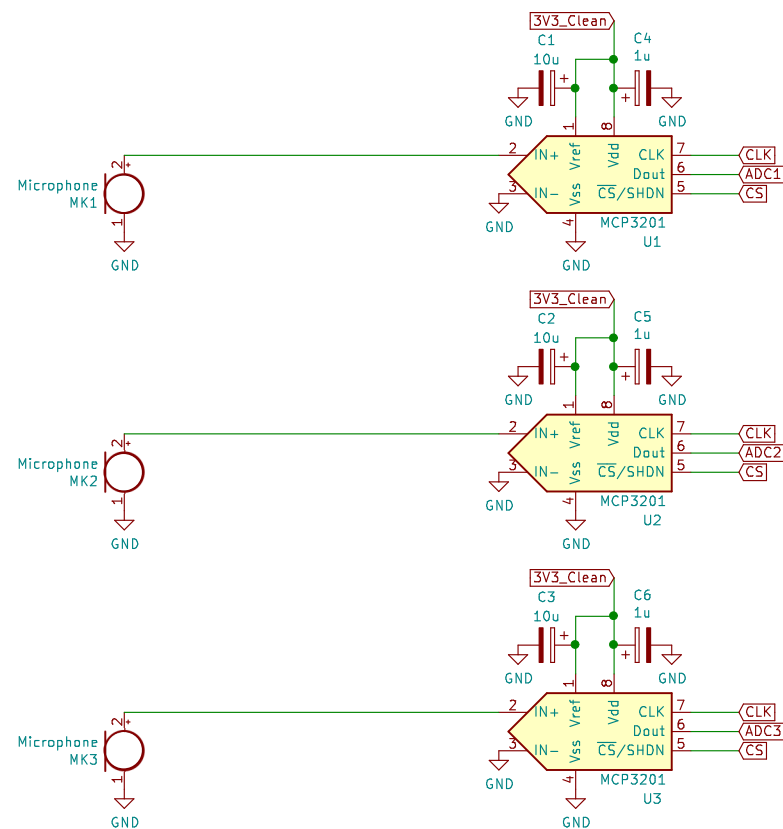 3V3_Clean
C1
10u
C4
1u
+
+
GND
GND
1
8
2
IN+
Vref
Vdd
CLK
7
CLK
Dout
6
ADC1
3
IN-
Vss
CS/SHDN
5
CS
GND
4
MCP3201
U1
GND
2
+
Microphone
MK1
1
GND
3V3_Clean
C2
10u
C5
1u
+
+
GND
GND
1
8
2
IN+
Vref
Vdd
CLK
7
CLK
Dout
6
ADC2
3
IN-
Vss
CS/SHDN
5
CS
GND
4
MCP3201
U2
GND
2
+
Microphone
MK2
1
GND
3V3_Clean
C3
10u
C6
1u
+
+
GND
GND
1
8
2
IN+
Vref
Vdd
CLK
7
CLK
Dout
6
ADC3
3
IN-
Vss
CS/SHDN
5
CS
GND
4
MCP3201
U3
GND
2
+
Microphone
MK3
1
GND